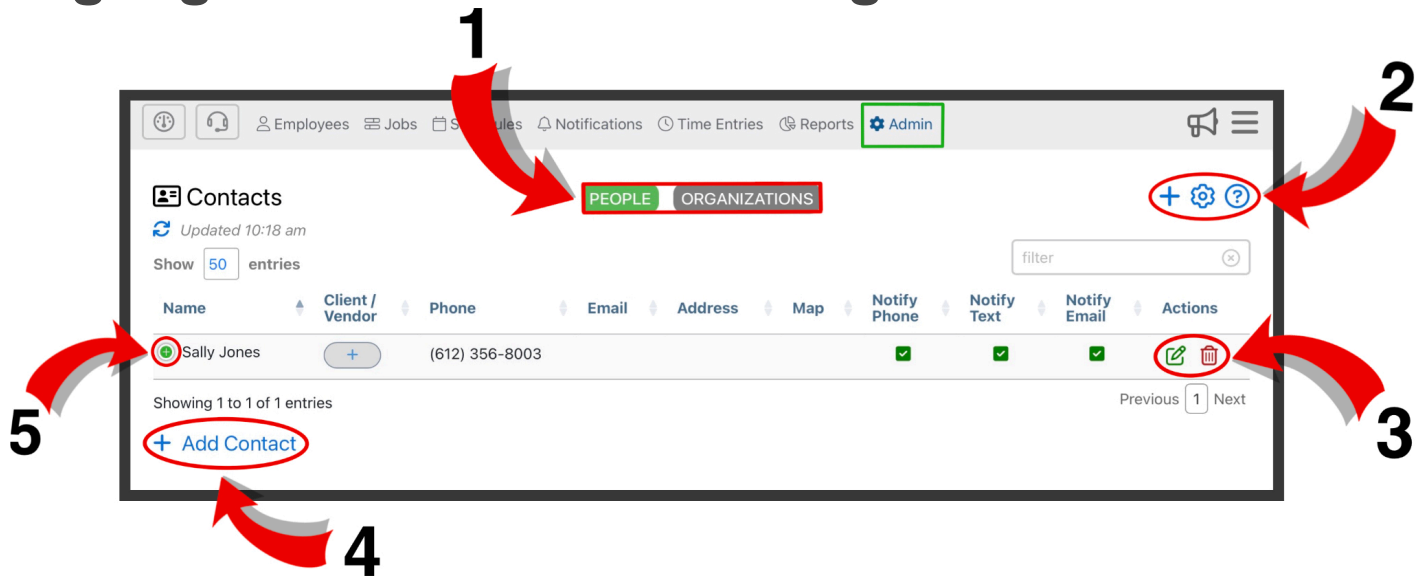 1
2
Employees Jobs Notifications Time Entries Reports Admin
Contacts
PEOPLE ORGANIZATIONS
Updated 10:18 am
Show 50 entries
filter
Name Client / Vendor Phone Email Address Map Notify Phone Notify Text Notify Email Actions
Sally Jones + (612) 356-8003
Showing 1 to 1 of 1 entries
Previous 1 Next
5
3
+ Add Contact
4